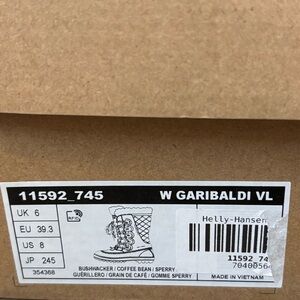 11592_745 W GARIBALDI VL
UK 6
EU 39.3
US 8
JP 245
354368
Helly-Hansen
11592 74
7040056
BUSHWACKER / COFFEE BEAN / SPERRY
GUÉRILLERO / GRAIN DE CAFÉ / GOMME SPERRY
MADE IN VIETNAM